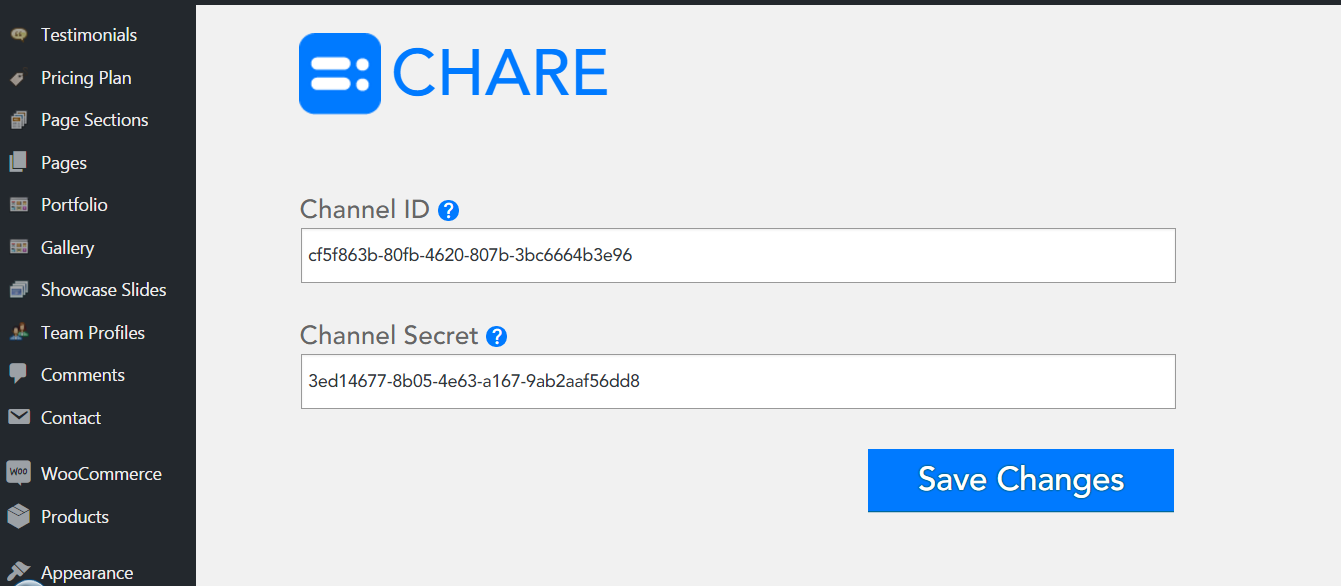 Testimonials
Pricing Plan
Page Sections
Pages
Portfolio
Gallery
Showcase Slides
Team Profiles
Comments
Contact
Woo WooCommerce
Products
Appearance
CHARE
Channel ID ?
cf5f863b-80fb-4620-807b-3bc6664b3e96
Channel Secret ?
3ed14677-8b05-4e63-a167-9ab2aaf56dd8
Save Changes